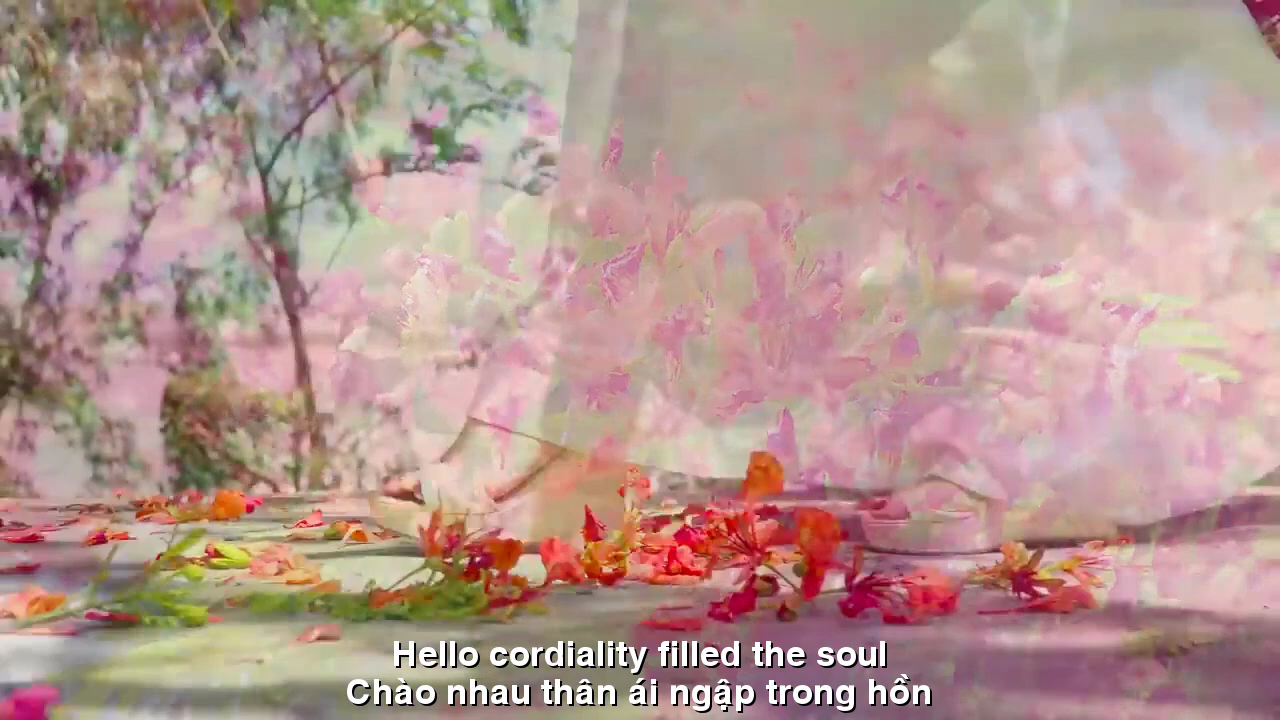 Hello cordiality filled the soul
Chào nhau thân ái ngập trong hồn